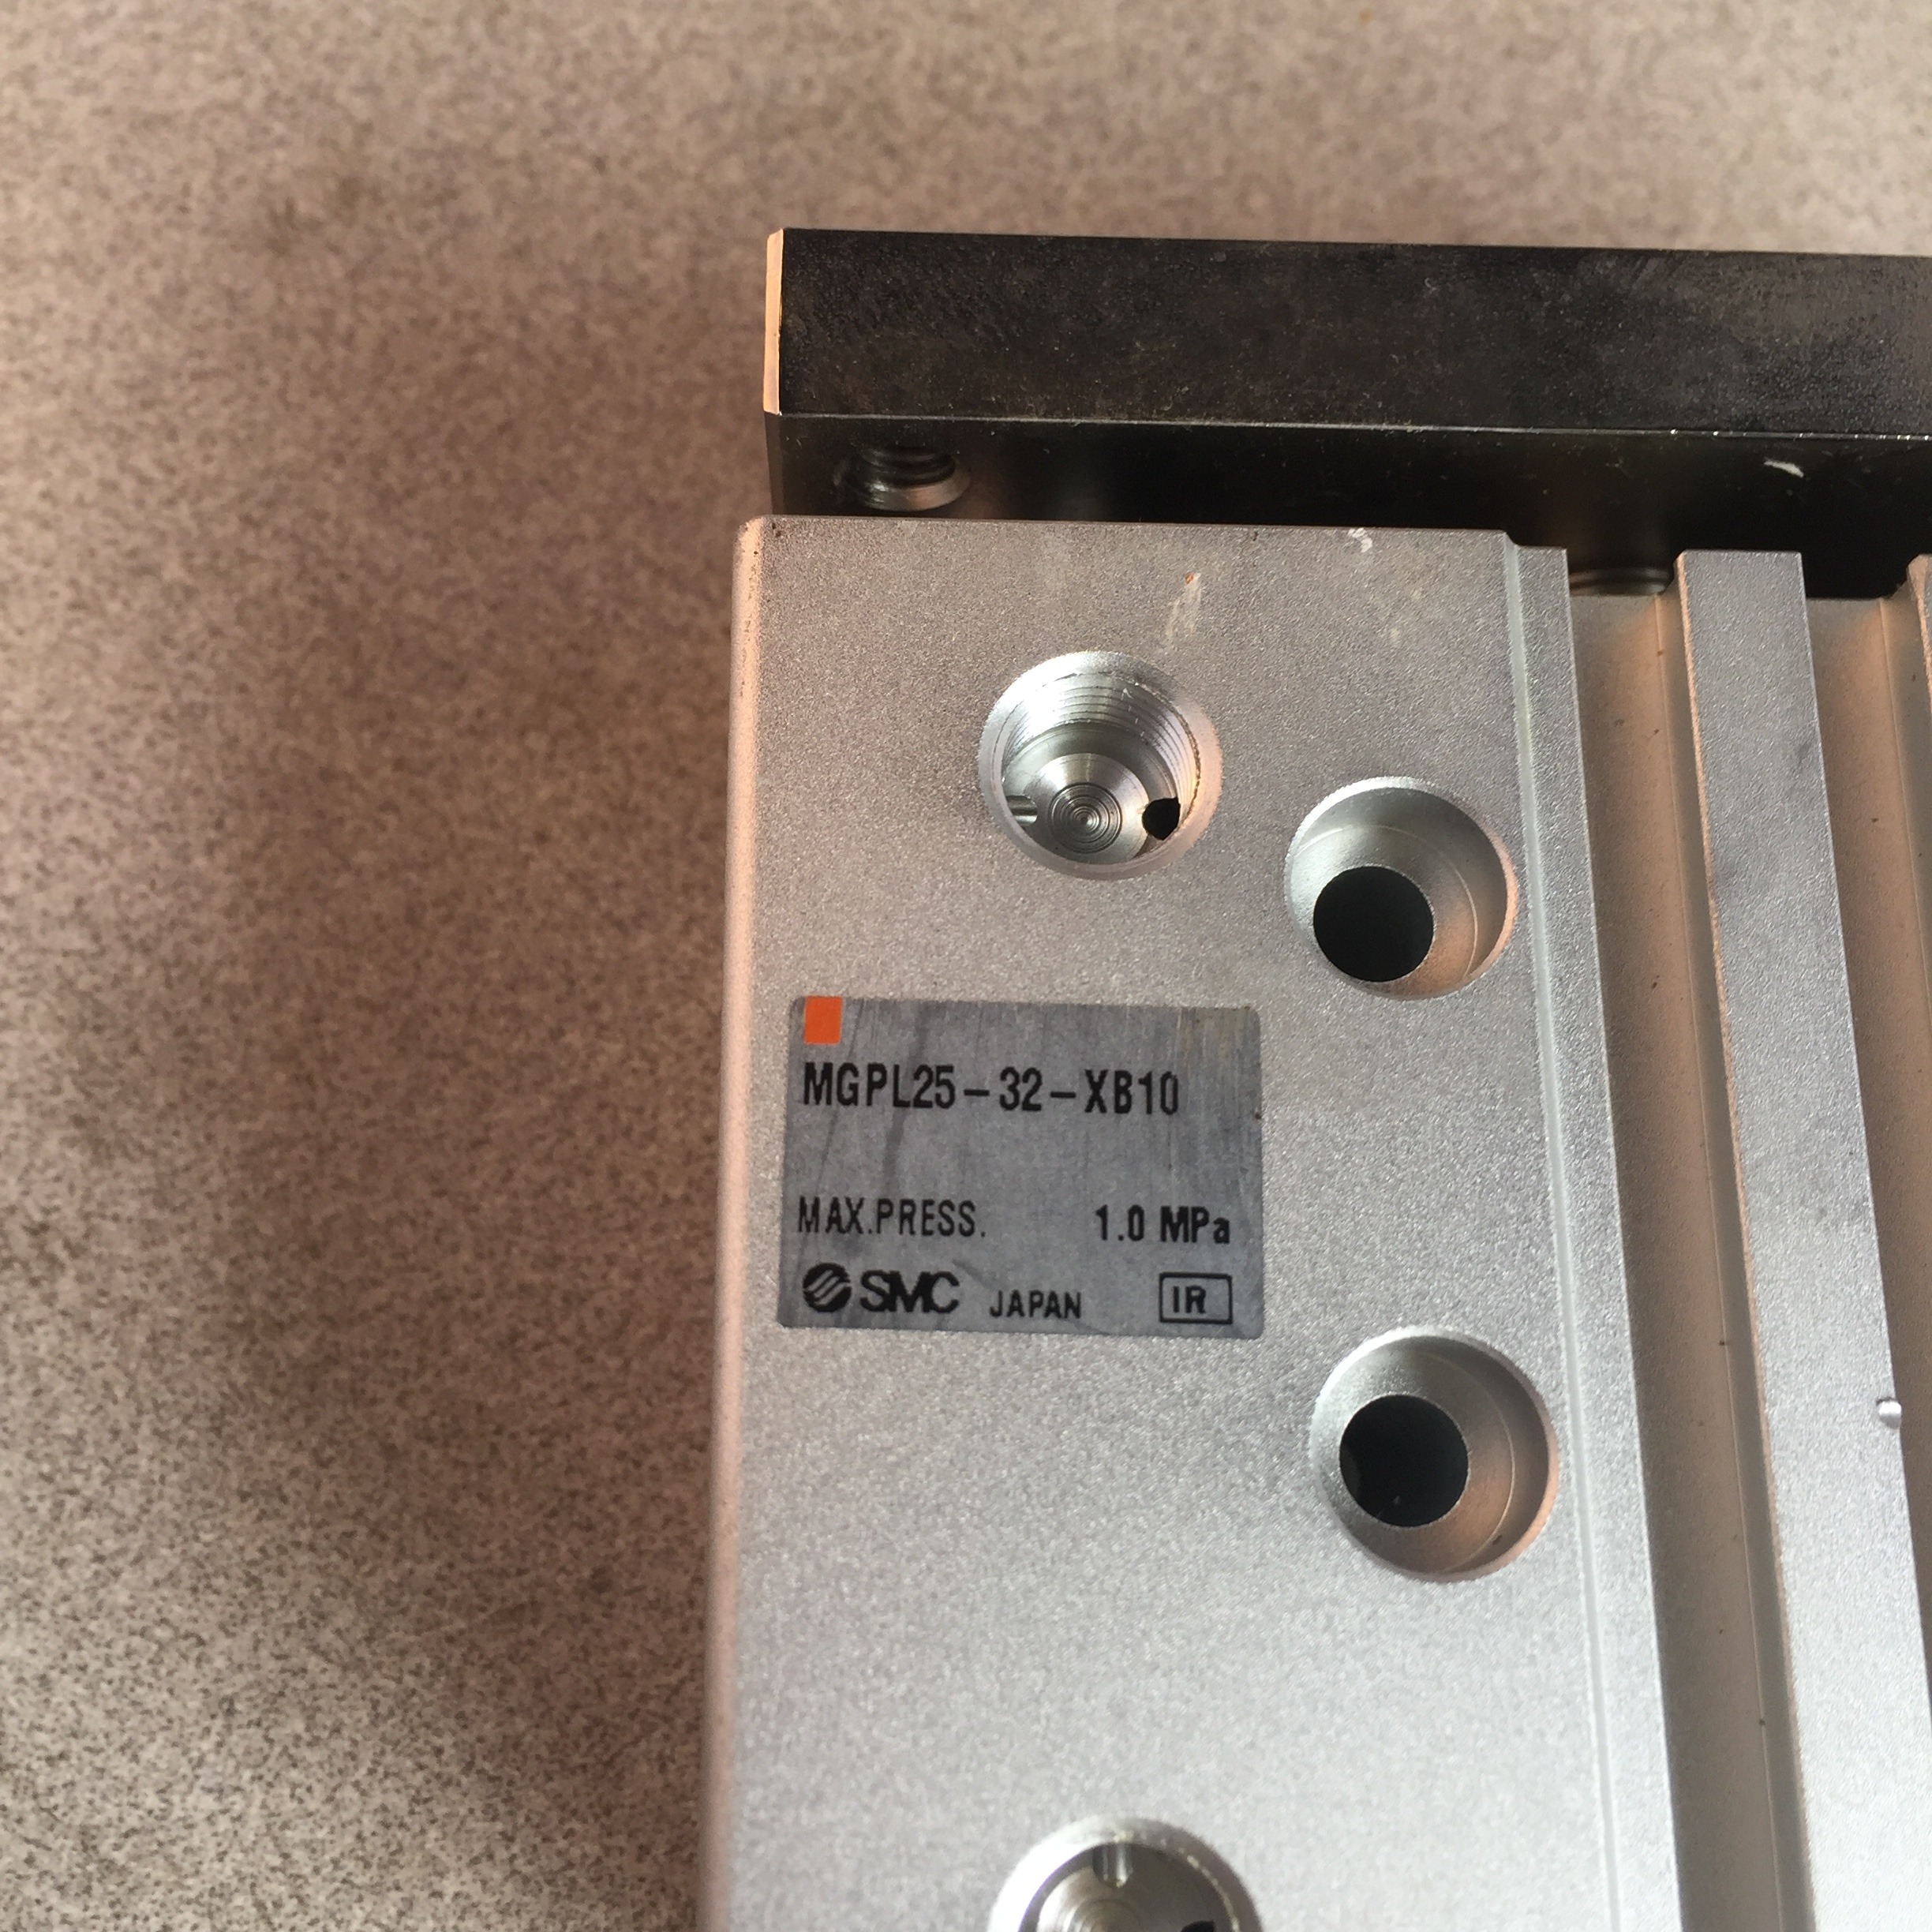 MGPL25-32-XB10
MAX.PRESS. 1.0 MPa
SMC JAPAN IR